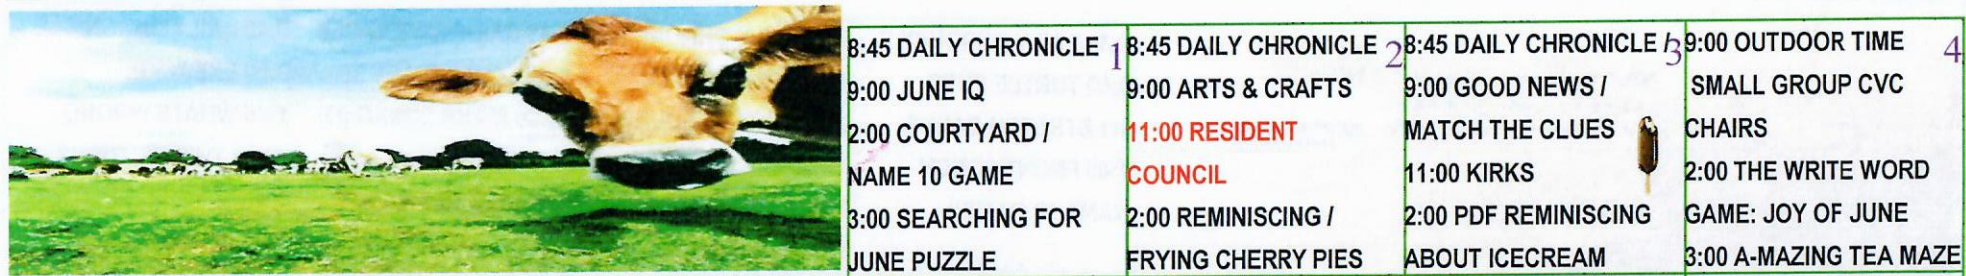 8:45 DAILY CHRONICLE 1
9:00 JUNE IQ
2:00 COURTYARD /
NAME 10 GAME
3:00 SEARCHING FOR
JUNE PUZZLE
8:45 DAILY CHRONICLE 2
9:00 ARTS & CRAFTS
11:00 RESIDENT
COUNCIL
2:00 REMINISCING /
FRYING CHERRY PIES
8:45 DAILY CHRONICLE / 3
9:00 GOOD NEWS /
MATCH THE CLUES
11:00 KIRKS
2:00 PDF REMINISCING
ABOUT ICECREAM
9:00 OUTDOOR TIME 4
SMALL GROUP CVC
CHAIRS
2:00 THE WRITE WORD
GAME: JOY OF JUNE
3:00 A-MAZING TEA MAZE